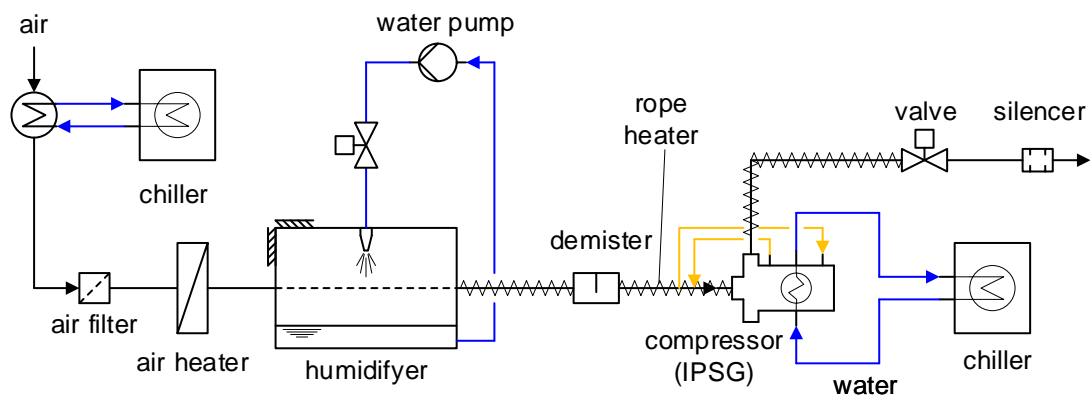 air
water pump
rope
heater
valve
silencer
chiller
demister
air filter
air heater
humidifyer
compressor
(IPSG)
water
chiller